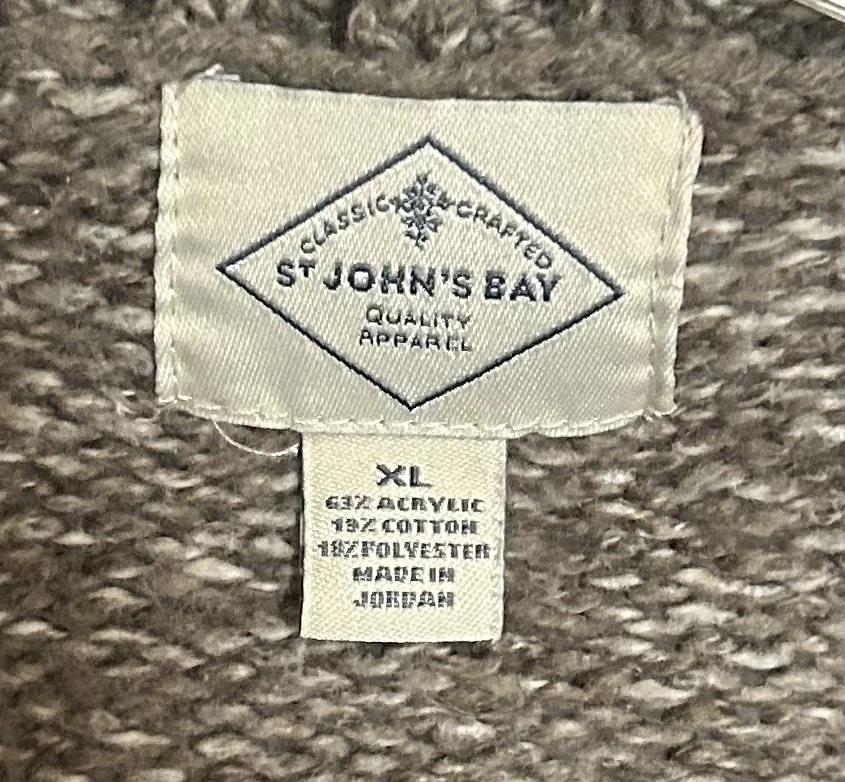 CLASSIC & CRAFTED
ST JOHN'S BAY
QUALITY
APPAREL
XL
63% ACRYLIC
19% COTTON
18% POLYESTER
MADE IN
JORDAN